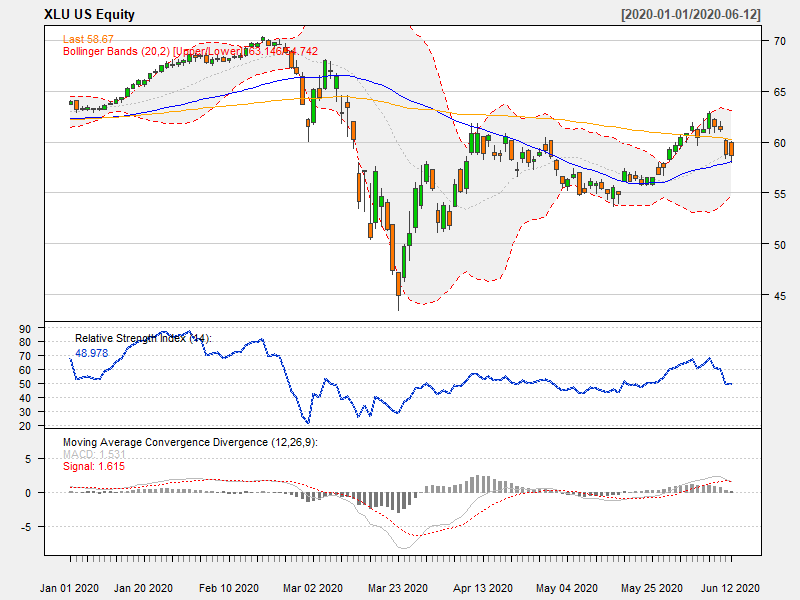 XLU US Equity [2020-01-01/2020-06-12]
Last 58.67
Bollinger Bands (20,2) [Upper/Lower]: 63.146/54.742
70
65
60
55
50
45
Relative Strength Index (14):
48.978
90
80
70
60
50
40
30
20
Moving Average Convergence Divergence (12,26,9):
MACD: 1.531
Signal: 1.615
5
0
-5
Jan 01 2020 Jan 20 2020 Feb 10 2020 Mar 02 2020 Mar 23 2020 Apr 13 2020 May 04 2020 May 25 2020 Jun 12 2020